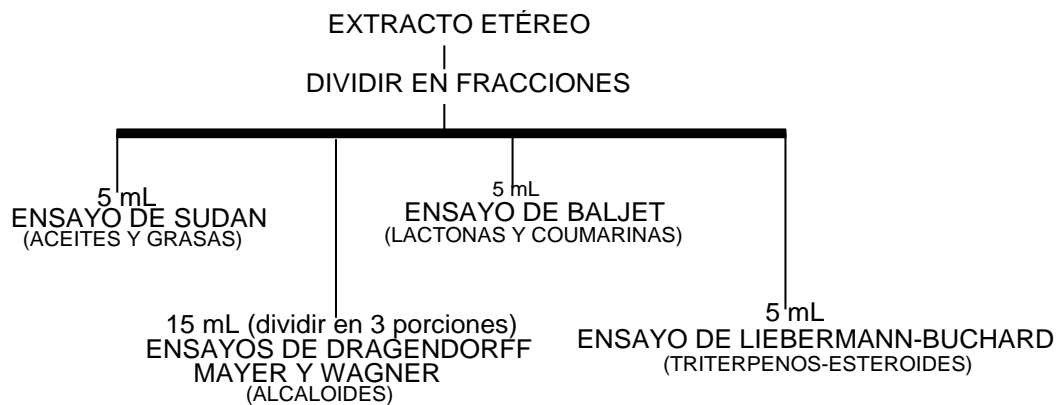 EXTRACTO ETÉREO
DIVIDIR EN FRACCIONES
5 mL
ENSAYO DE SUDAN
(ACEITES Y GRASAS)
15 mL (dividir en 3 porciones)
ENSAYOS DE DRAGENDORFF
MAYER Y WAGNER
(ALCALOIDES)
5 mL
ENSAYO DE BALJET
(LACTONAS Y COUMARINAS)
5 mL
ENSAYO DE LIEBERMANN-BUCHARD
(TRITERPENOS-ESTEROIDES)